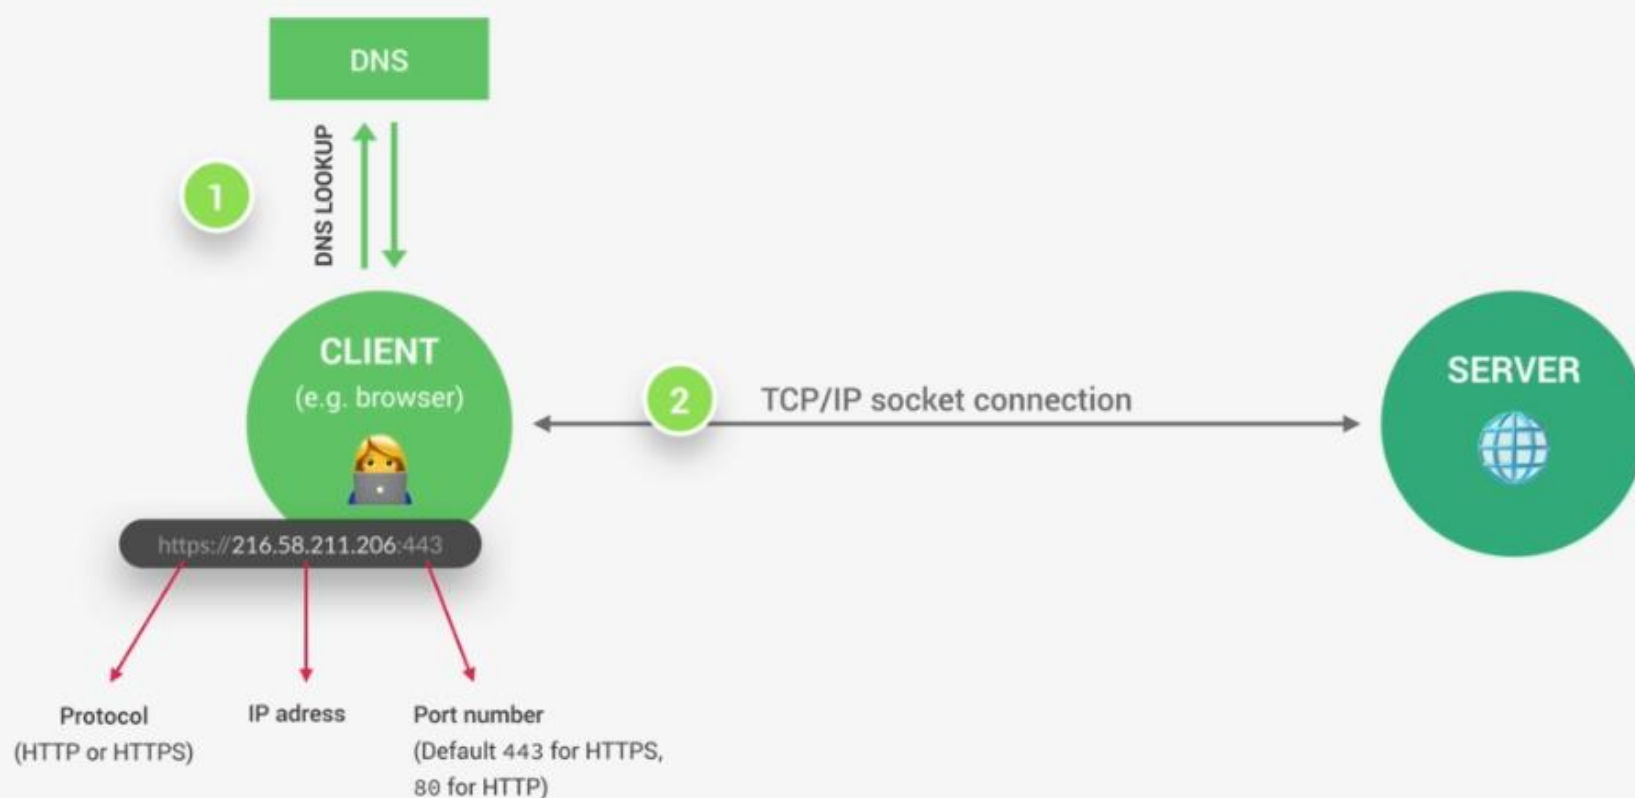 DNS
DNS LOOKUP
1
CLIENT
(e.g. browser)
2
TCP/IP socket connection
SERVER
https://216.58.211.206:443
Protocol
(HTTP or HTTPS)
IP adress
Port number
(Default 443 for HTTPS,
80 for HTTP)